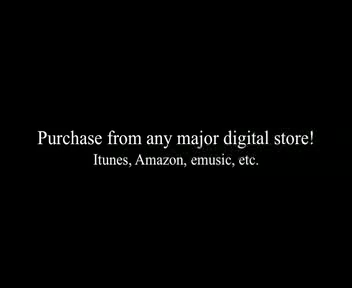 Purchase from any major digital store!
Itunes, Amazon, emusic, etc.